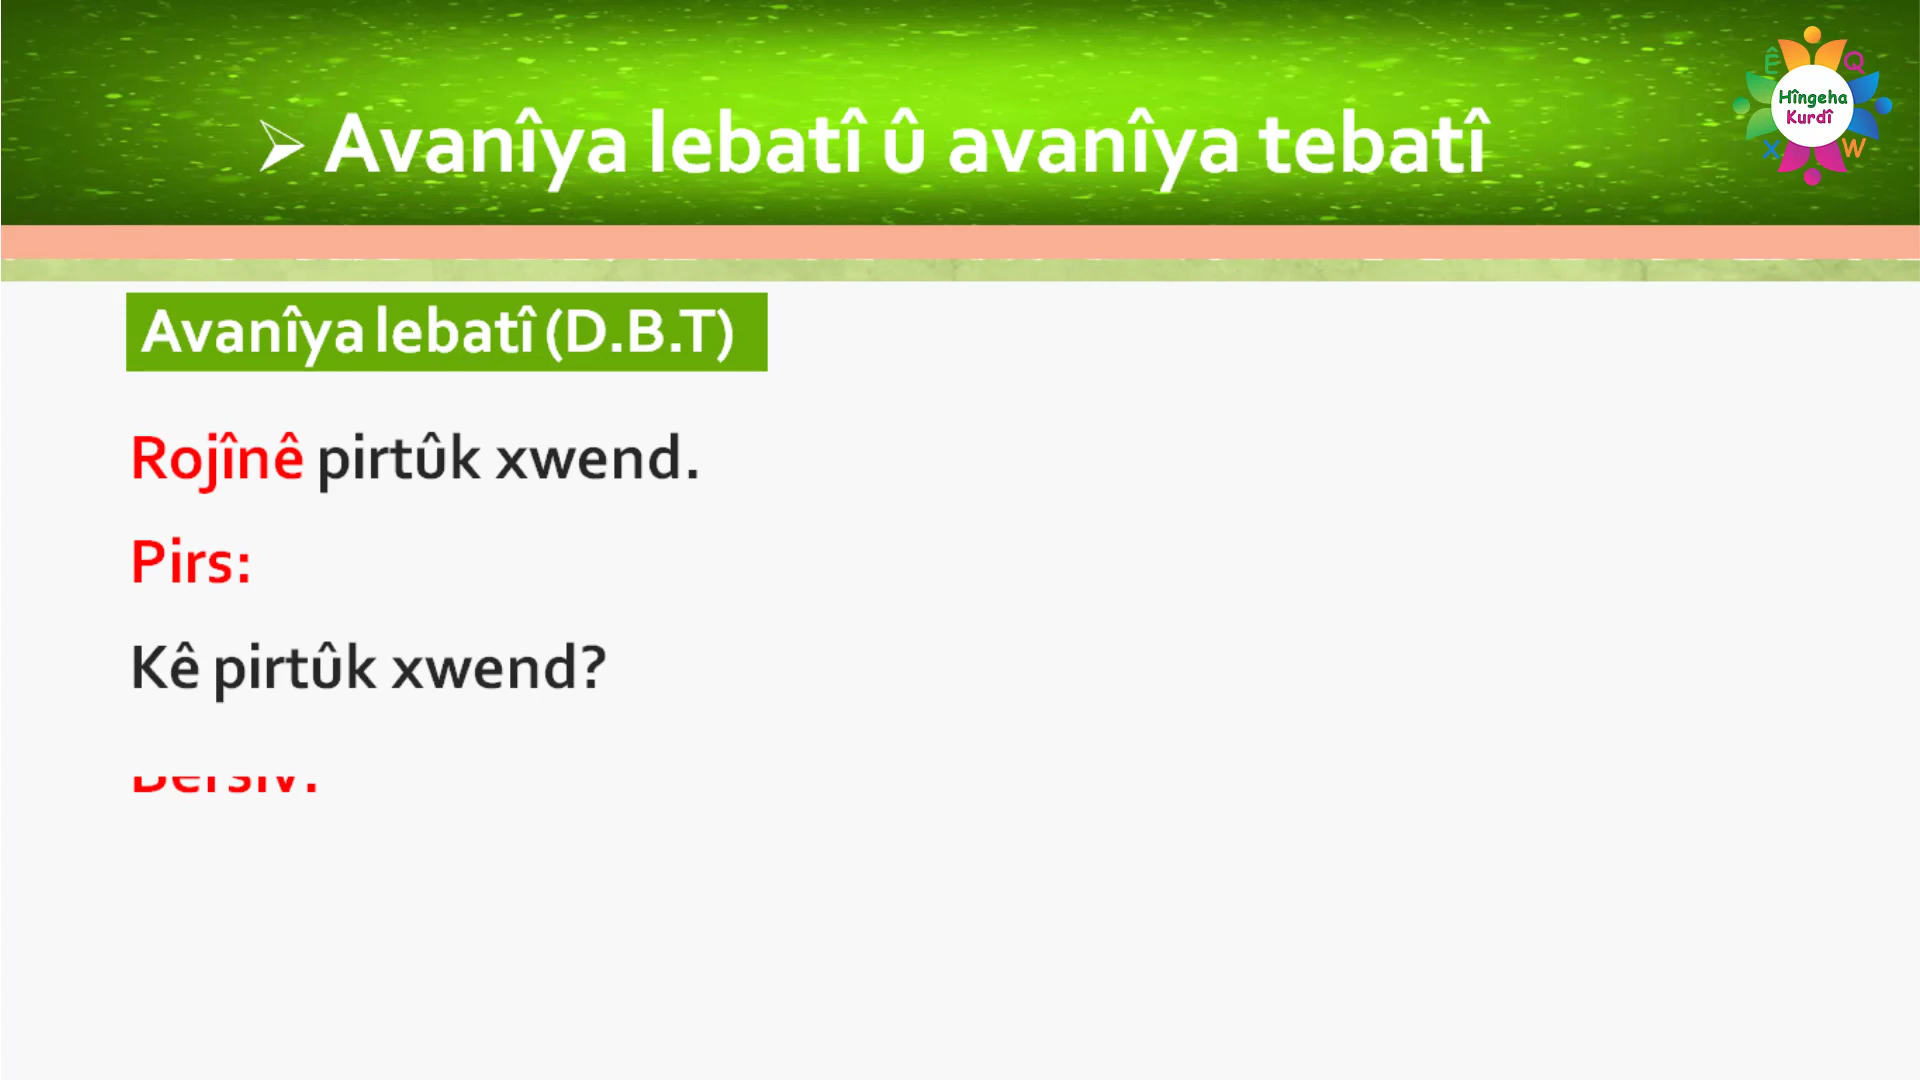 Avanîya lebatî û avanîya tebatî
Ê Q
Hîngeha
Kurdî
X W
Avanîya lebatî (D.B.T)
Rojînê pirtûk xwend.
Pirs:
Kê pirtûk xwend?